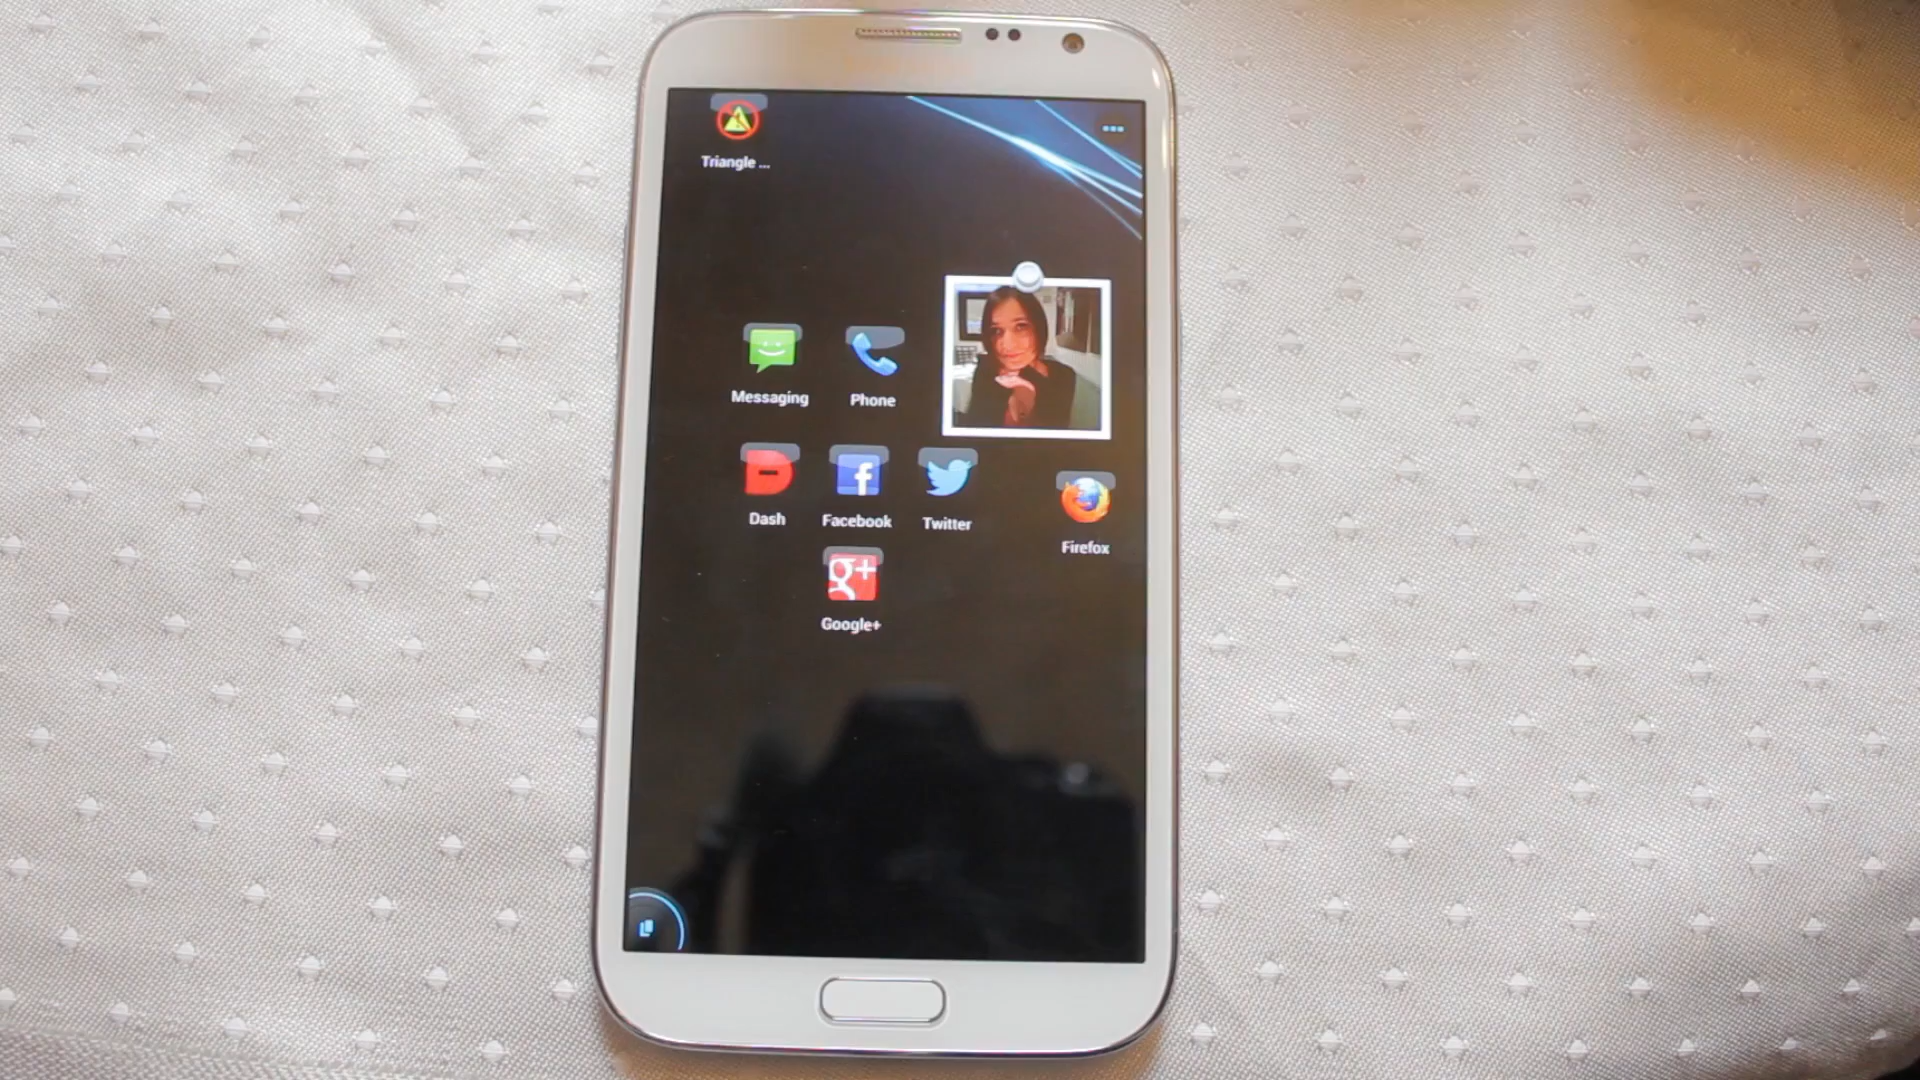 Triangle ...
Messaging
Phone
Dash
Facebook
Twitter
Firefox
g+
Google+